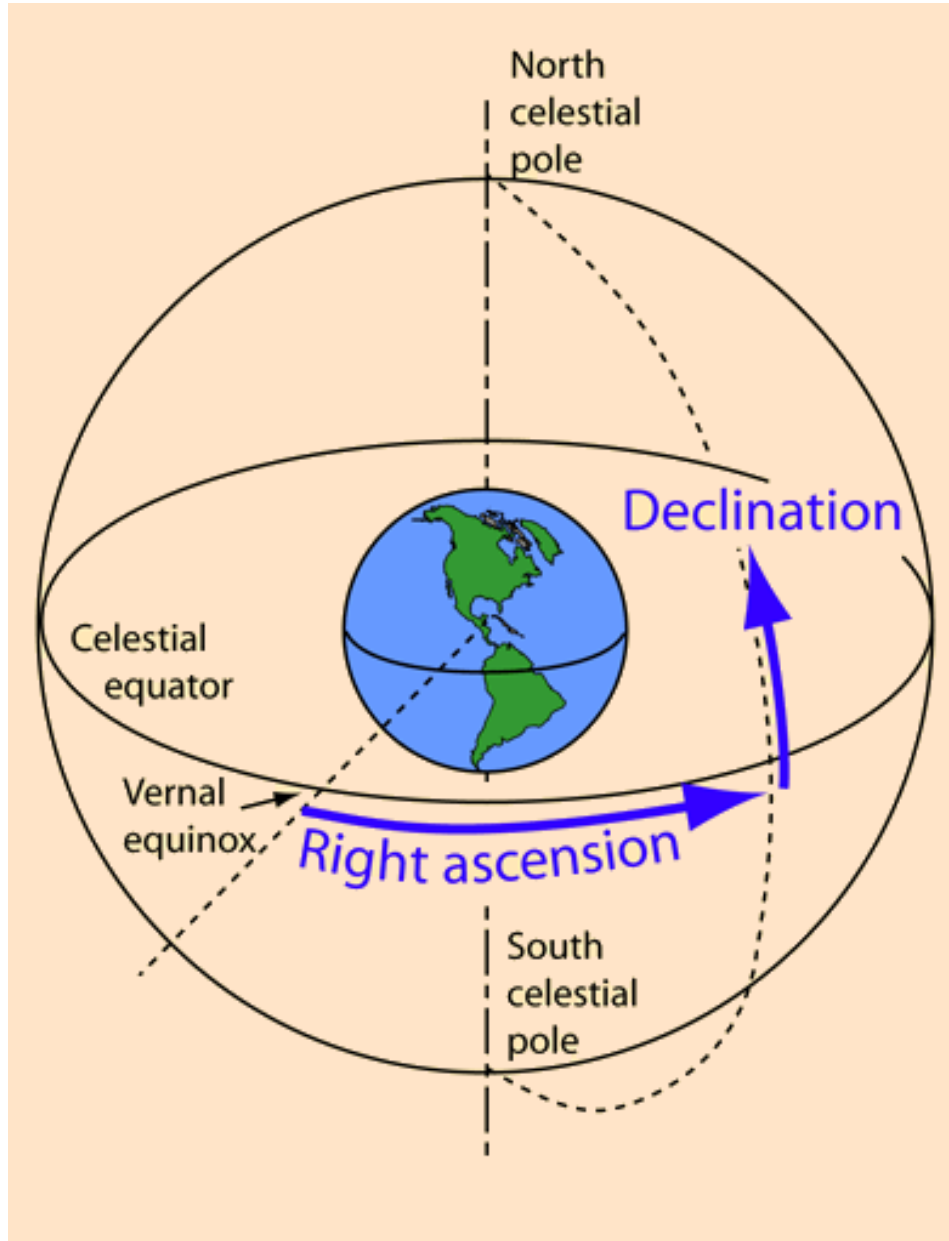 North
celestial
pole
Declination
Celestial
equator
Vernal
equinox
Right ascension
South
celestial
pole